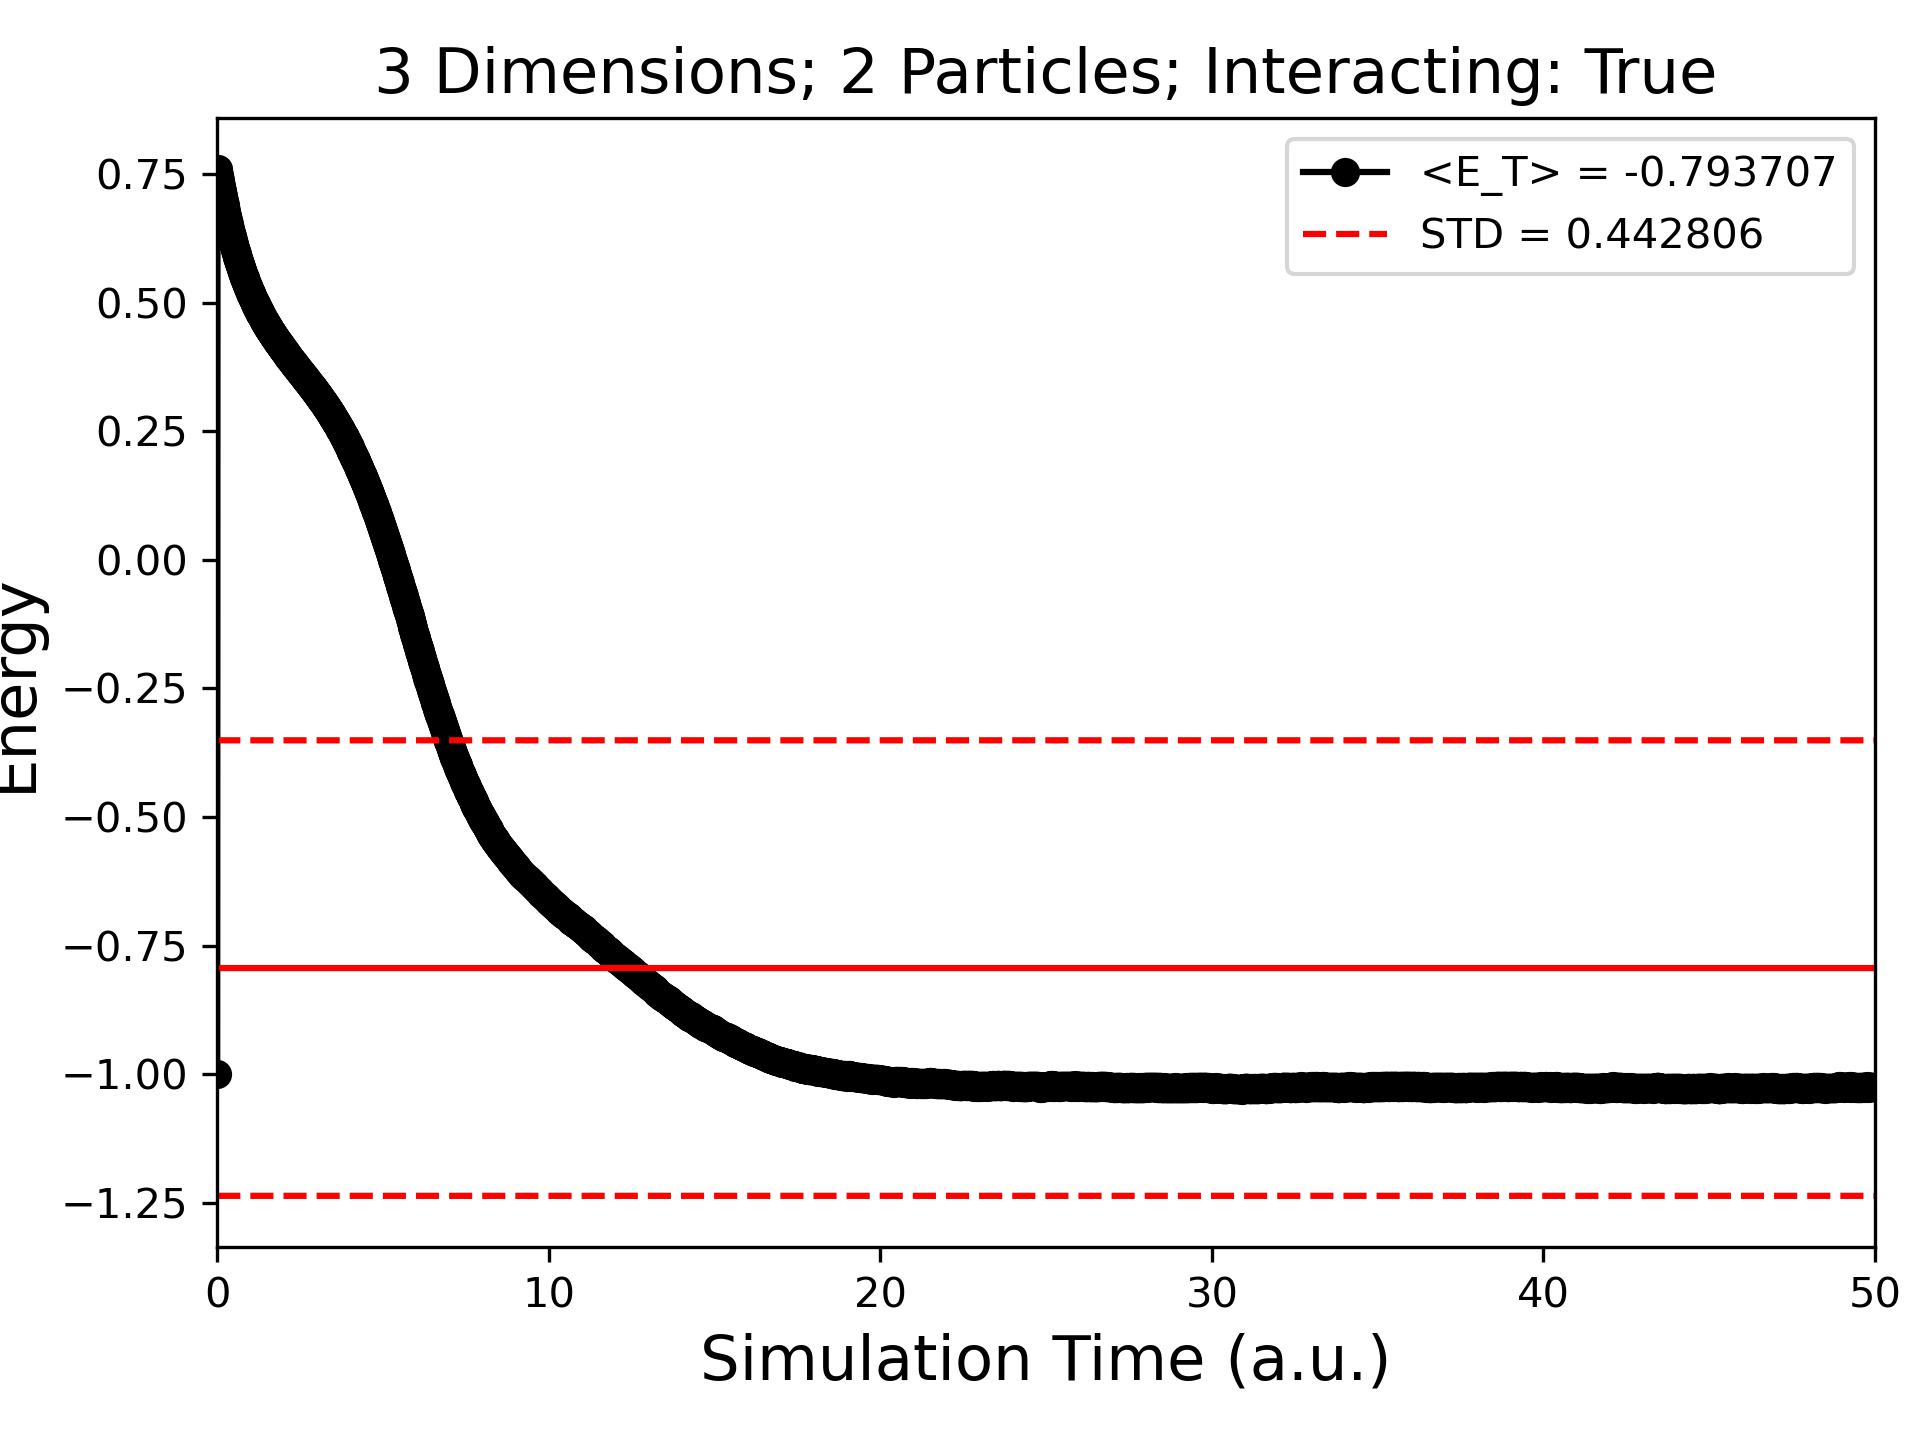 3 Dimensions; 2 Particles; Interacting: True
<E_T> = -0.793707
STD = 0.442806
Energy
0.75
0.50
0.25
0.00
−0.25
−0.50
−0.75
−1.00
−1.25
0 10 20 30 40 50
Simulation Time (a.u.)